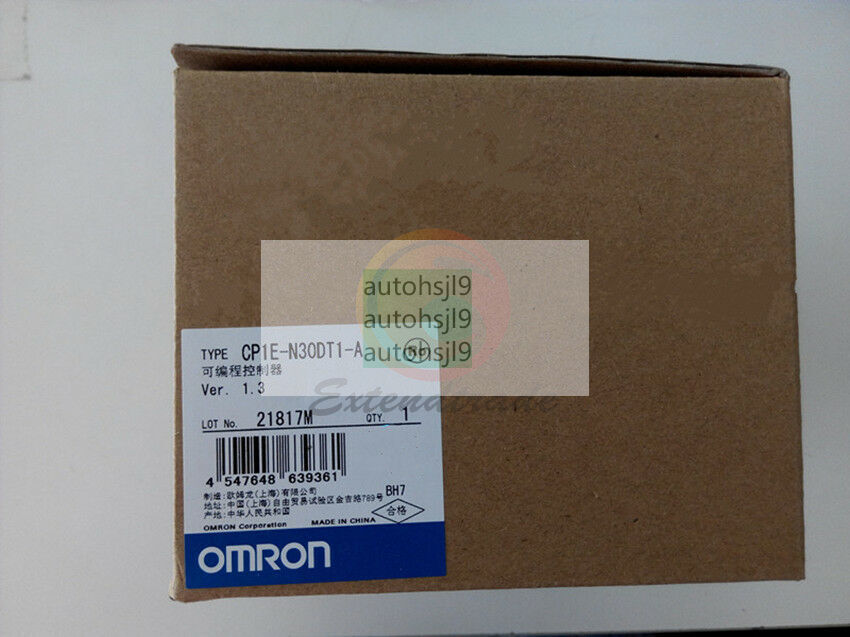 autohsjl9
autohsjl9
autohsjl9
TYPE CP1E-N30DT1-A
可编程控制器
Ver. 1.3
Extend
LOT No. 21817M QTY. 1
4 547648 639361
BH7
制造: 欧姆龙(上海)有限公司
地址: 中国(上海)自由贸易试验区金吉路789号
产地: 中华人民共和国
合格
OMRON Corporation MADE IN CHINA
OMRON